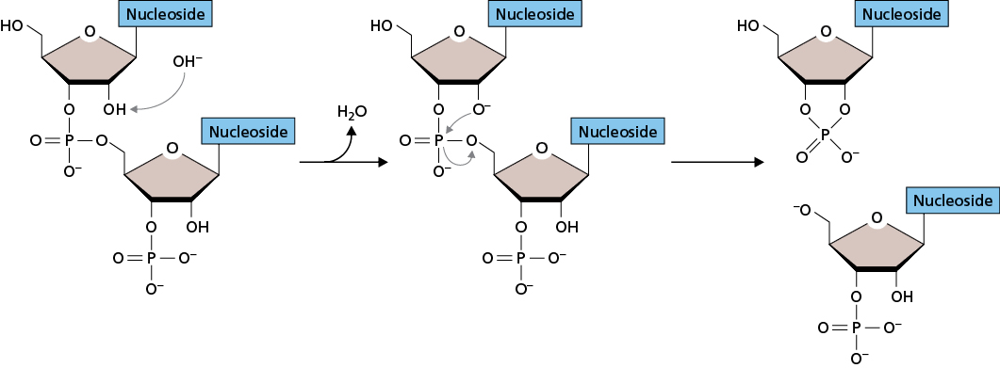 Nucleoside
HO
O
OH⁻
O
OH
Nucleoside
O=P—O
O
O⁻
O
OH
O=P—O⁻
O⁻
H₂O
Nucleoside
HO
O
O
O⁻
Nucleoside
O=P—O
O
O⁻
O
OH
O=P—O⁻
O⁻
Nucleoside
HO
O
O
O
P
O
O⁻
Nucleoside
⁻O
O
O
OH
O=P—O⁻
O⁻